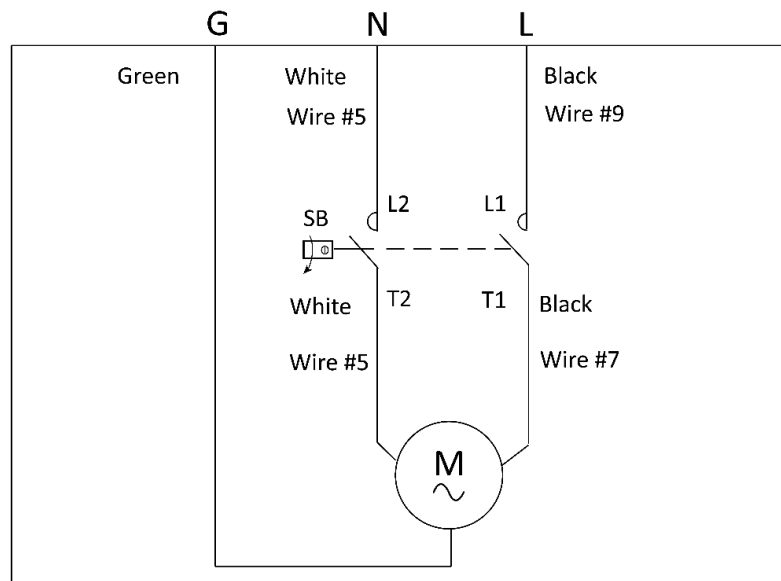 G N L
Green White Black
Wire #5 Wire #9
L2 L1
SB
T2 T1
White Black
Wire #5 Wire #7
M